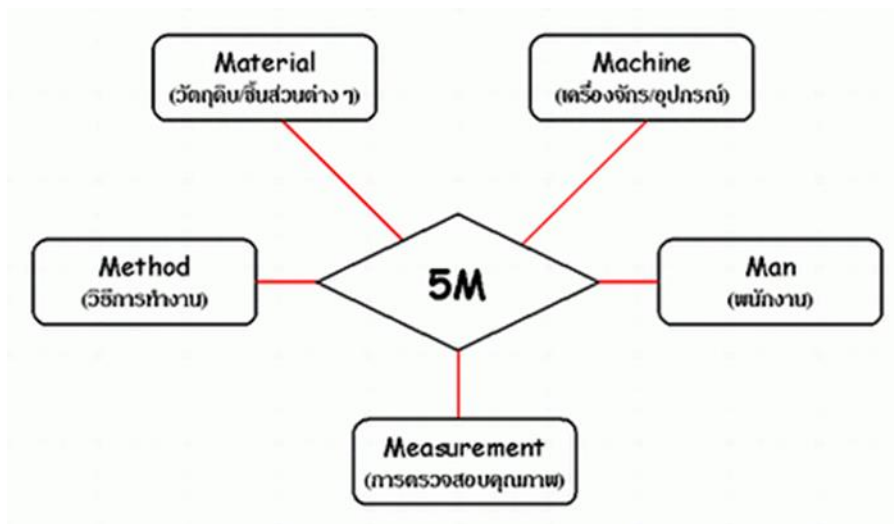 Material
(วัตถุดิบ/ชิ้นส่วนต่าง ๆ)
Machine
(เครื่องจักร/อุปกรณ์)
Method
(วิธีการทำงาน)
5M
Man
(พนักงาน)
Measurement
(การตรวจสอบคุณภาพ)